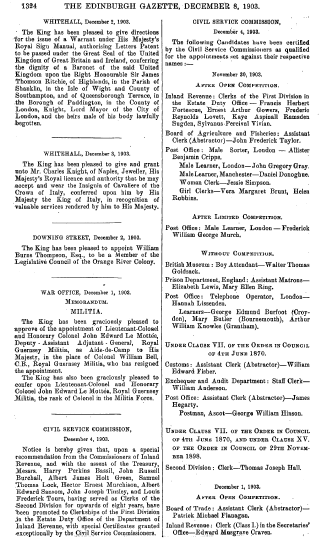 1324 THE EDINBURGH GAZETTE, DECEMBER 8, 1903.
WHITEHALL, December 2, 1903.
The King has been pleased to give directions
for the issue of a Warrant under His Majesty's
Royal Sign Manual, authorising Letters Patent
to be passed under the Great Seal of the United
Kingdom of Great Britain and Ireland, conferring
the dignity of a Baronet of the said United
Kingdom upon the Right Honourable Sir James
Thomson Ritchie, of Highlands, in the Parish of
Shanklin, in the Isle of Wight and County of
Southampton, and of Queensborough Terrace, in
the Borough of Paddington, in the County of
London, Knight, Lord Mayor of the City of
London, and the heirs male of his body lawfully
begotten.
WHITEHALL, December 3, 1903.
The King has been pleased to give and grant
unto Mr. Charles Knight, of Naples, Jeweller, His
Majesty's Royal licence and authority that he may
accept and wear the Insignia of Cavaliere of the
Crown of Italy, conferred upon him by His
Majesty the King of Italy, in recognition of
valuable services rendered by him to His Majesty.
DOWNING STREET, December 2, 1903.
The King has been pleased to appoint William
Burns Thompson, Esq., to be a Member of the
Legislative Council of the Orange River Colony.
WAR OFFICE, December 1, 1903.
MEMORANDUM.
MILITIA.
The King has been graciously pleased to
approve of the appointment of Lieutenant-Colonel
and Honorary Colonel John Edward Le Mottée,
Deputy - Assistant Adjutant - General, Royal
Guernsey Militia, as Aide-de-Camp to His
Majesty, in the place of Colonel William Bell,
C.B., Royal Guernsey Militia, who has resigned
the appointment.
The King has also been graciously pleased to
confer upon Lieutenant-Colonel and Honorary
Colonel John Edward Le Mottée, Royal Guernsey
Militia, the rank of Colonel in the Militia Force.
CIVIL SERVICE COMMISSION,
December 4, 1903.
Notice is hereby given that, upon a special
recommendation from the Commissioners of Inland
Revenue, and with the assent of the Treasury,
Messrs. Harry Perkins Bassil, John Russell
Burchall, Albert James Holt Green, Samuel
Thomas Lock, Hector Ernest Murchison, Albert
Edward Sansom, John Joseph Tinsley, and Louis
Frederick Tours, having served as Clerks of the
Second Division for upwards of eight years, have
been promoted to Clerkships of the First Division
in the Estate Duty Office of the Department of
Inland Revenue, with special Certificates granted
exceptionally by the Civil Service Commissioners.
CIVIL SERVICE COMMISSION,
December 4, 1903.
The following Candidates have been certified
by the Civil Service Commissioners as qualified
for the appointments set against their respective
names:—
November 30, 1903.
AFTER OPEN COMPETITION.
Inland Revenue: Clerks of the First Division in
the Estate Duty Office — Francis Herbert
Fortescue, Ernest Arthur Gowers, Frederic
Reynolds Lovett, Kaye Aspinall Ramsden
Sugden, Sylvanus Percival Vivian.
Board of Agriculture and Fisheries: Assistant
Clerk (Abstractor)—John Frederick Taylor.
Post Office: Male Sorter, London — Allister
Benjamin Cripps.
Male Learner, London—John Gregory Gray.
Male Learner, Manchester—Daniel Donoghue.
Woman Clerk—Jessie Simpson.
Girl Clerks—Vera Margaret Brunt, Helen
Robbins.
AFTER LIMITED COMPETITION.
Post Office: Male Learner, London — Frederick
William George Murch.
WITHOUT COMPETITION.
British Museum: Boy Attendant—Walter Thomas
Goldsack.
Prison Department, England: Assistant Matrons—
Elizabeth Lewis, Mary Ellen Ring.
Post Office: Telephone Operator, London —
Hannah Lissenden.
Learners—George Edmund Burfoot (Croy-
don), Mary Butler (Bournemouth), Arthur
William Knowles (Grantham).
UNDER CLAUSE VII. OF THE ORDER IN COUNCIL
OF 4TH JUNE 1870.
Customs: Assistant Clerk (Abstractor)—William
Edward Fisher.
Exchequer and Audit Department: Staff Clerk—
William Anderson.
Post Office: Assistant Clerk (Abstractor)—James
Hegarty.
Postman, Ascot—George William Hixson.
UNDER CLAUSE VII. OF THE ORDER IN COUNCIL OF
4TH JUNE 1870, AND UNDER CLAUSE XV.
OF THE ORDER IN COUNCIL OF 29TH NOVEM-
BER 1898.
Second Division: Clerk—Thomas Joseph Hall.
December 1, 1903.
AFTER OPEN COMPETITION.
Board of Trade: Assistant Clerk (Abstractor)—
Patrick Michael Flanagan.
Inland Revenue: Clerk (Class I.) in the Secretaries'
Office—Edward Musgrave Craven.